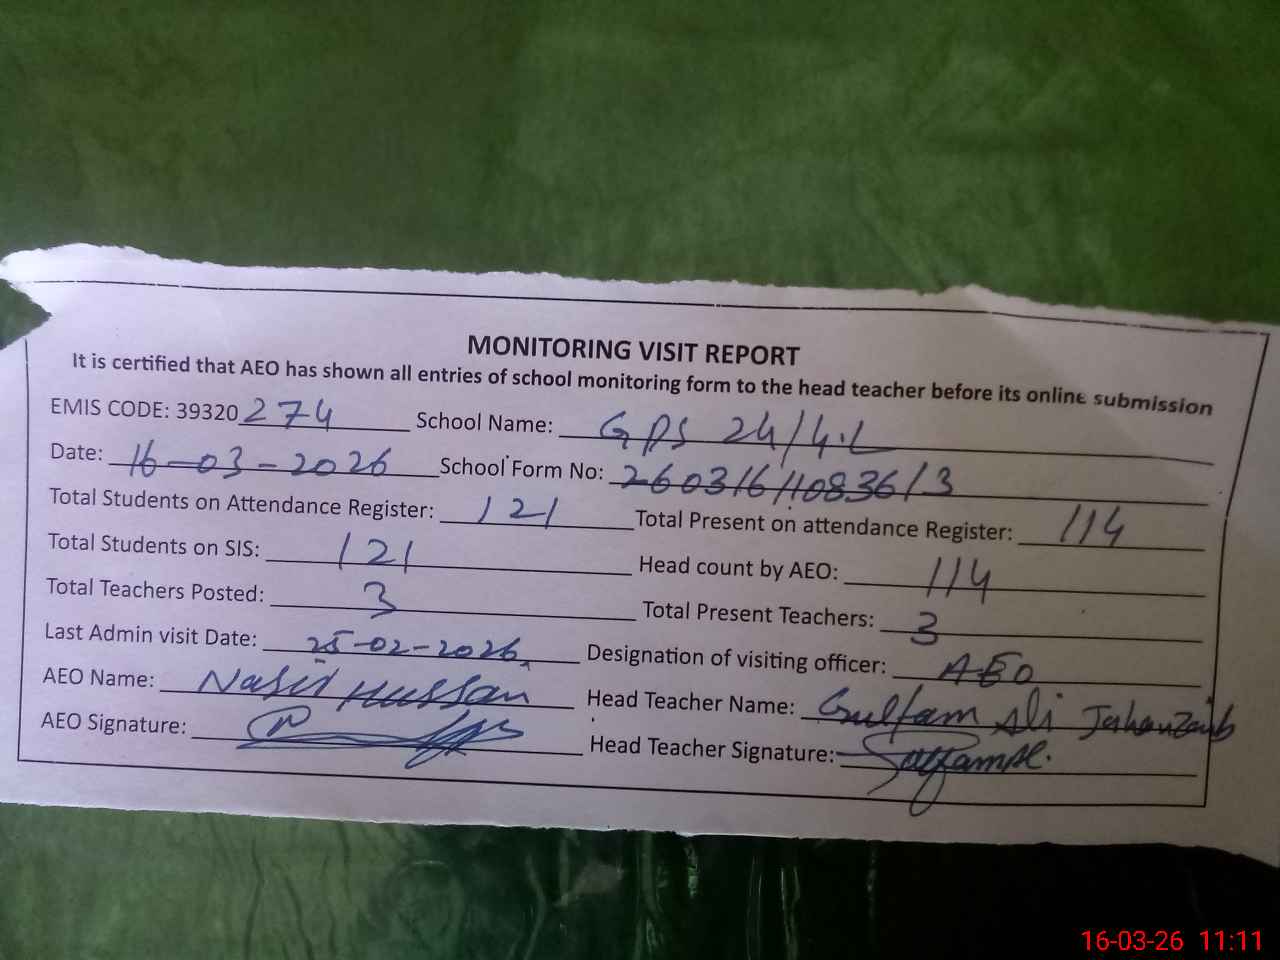 MONITORING VISIT REPORT
It is certified that AEO has shown all entries of school monitoring form to the head teacher before its online submission
EMIS CODE: 39320 274 School Name: GPS 24/4.L
Date: 16-03-2026 School Form No: 260316/110836/3
Total Students on Attendance Register: 121 Total Present on attendance Register: 114
Total Students on SIS: 121 Head count by AEO: 114
Total Teachers Posted: 3 Total Present Teachers: 3
Last Admin visit Date: 25-02-2026 Designation of visiting officer: AEO
AEO Name: Nasir Hussan Head Teacher Name: Gulfam Ali Jahanzaib
AEO Signature: Head Teacher Signature:
16-03-26 11:11